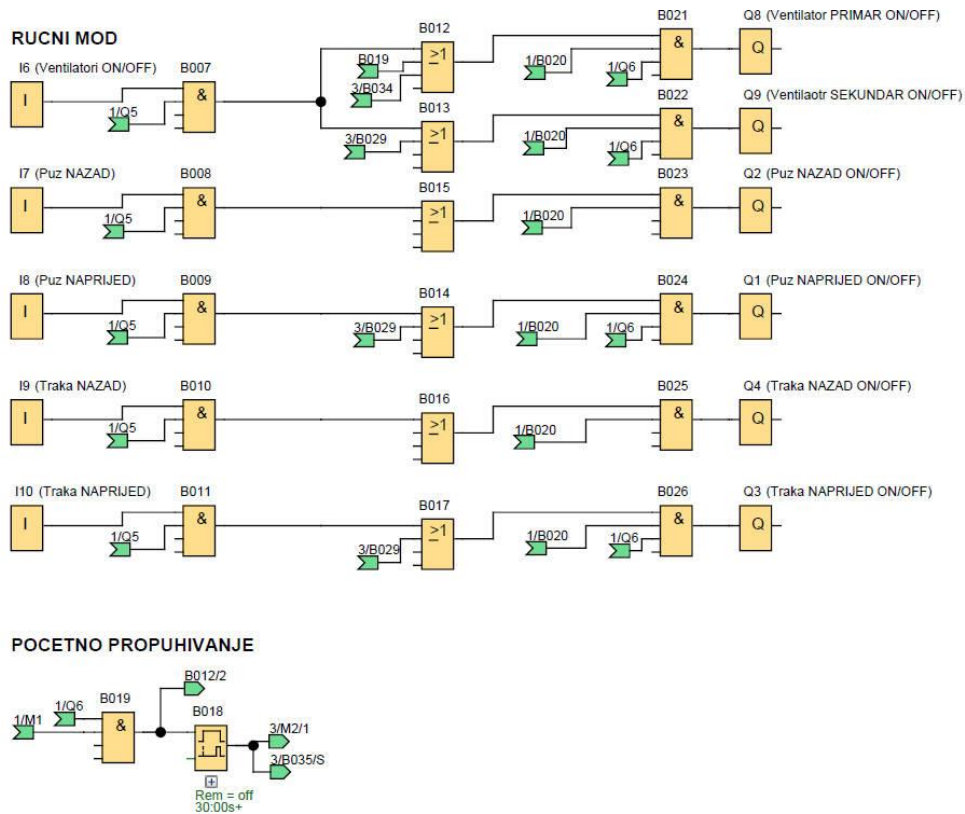 RUCNI MOD
I6 (Ventilatori ON/OFF)
B007
B012
B021
Q8 (Ventilator PRIMAR ON/OFF)
I
&
1/Q5
B019
3/B034
>1
1/B020
1/Q6
&
Q
B013
B022
Q9 (Ventilaotr SEKUNDAR ON/OFF)
3/B029
>1
1/B020
1/Q6
&
Q
I7 (Puz NAZAD)
B008
B015
B023
Q2 (Puz NAZAD ON/OFF)
I
1/Q5
&
>1
1/B020
&
Q
I8 (Puz NAPRIJED)
B009
B014
B024
Q1 (Puz NAPRIJED ON/OFF)
I
1/Q5
&
3/B029
>1
1/B020
1/Q6
&
Q
I9 (Traka NAZAD)
B010
B016
B025
Q4 (Traka NAZAD ON/OFF)
I
1/Q5
&
>1
1/B020
&
Q
I10 (Traka NAPRIJED)
B011
B017
B026
Q3 (Traka NAPRIJED ON/OFF)
I
1/Q5
&
3/B029
>1
1/B020
1/Q6
&
Q
POCETNO PROPUHIVANJE
1/M1
1/Q6
B019
&
B012/2
B018
3/M2/1
3/B035/S
Rem = off
30:00s+